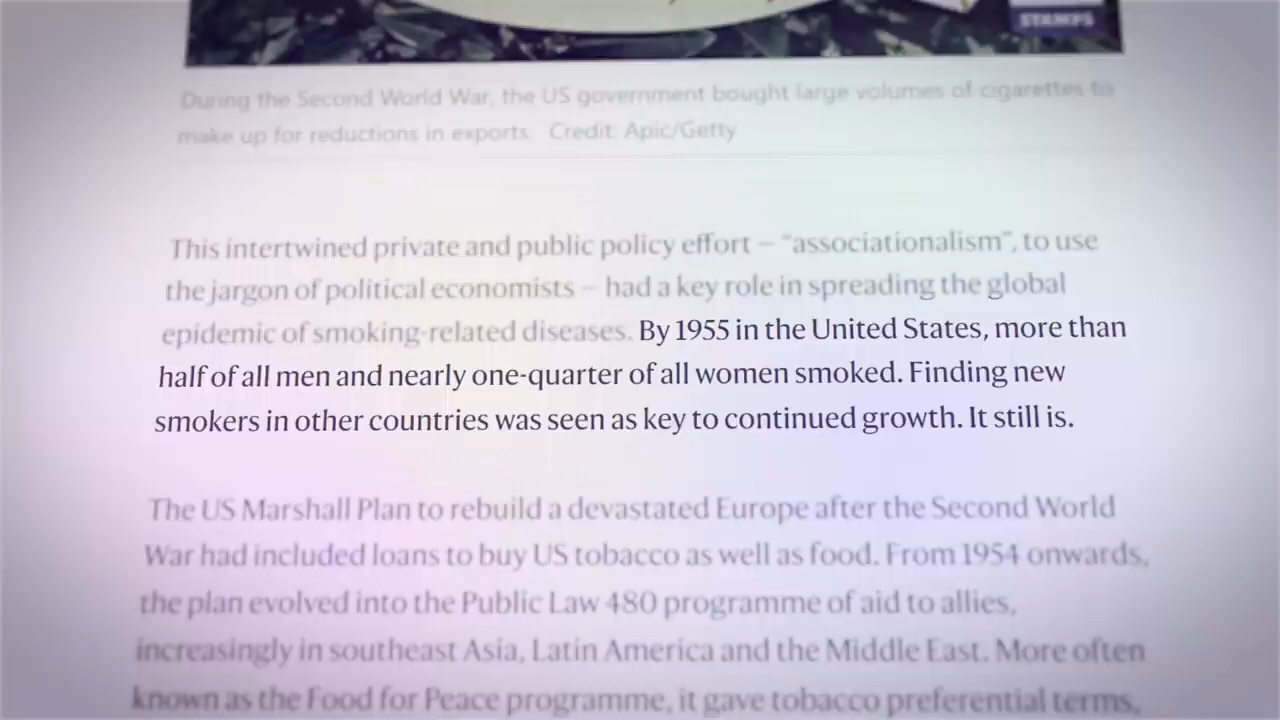 STAMPS
During the Second World War, the US government bought large volumes of cigarettes to
make up for reductions in exports. Credit: Apic/Getty
This intertwined private and public policy effort – “associationalism”, to use
the jargon of political economists – had a key role in spreading the global
epidemic of smoking-related diseases. By 1955 in the United States, more than
half of all men and nearly one-quarter of all women smoked. Finding new
smokers in other countries was seen as key to continued growth. It still is.
The US Marshall Plan to rebuild a devastated Europe after the Second World
War had included loans to buy US tobacco as well as food. From 1954 onwards,
the plan evolved into the Public Law 480 programme of aid to allies,
increasingly in southeast Asia, Latin America and the Middle East. More often
known as the Food for Peace programme, it gave tobacco preferential terms,